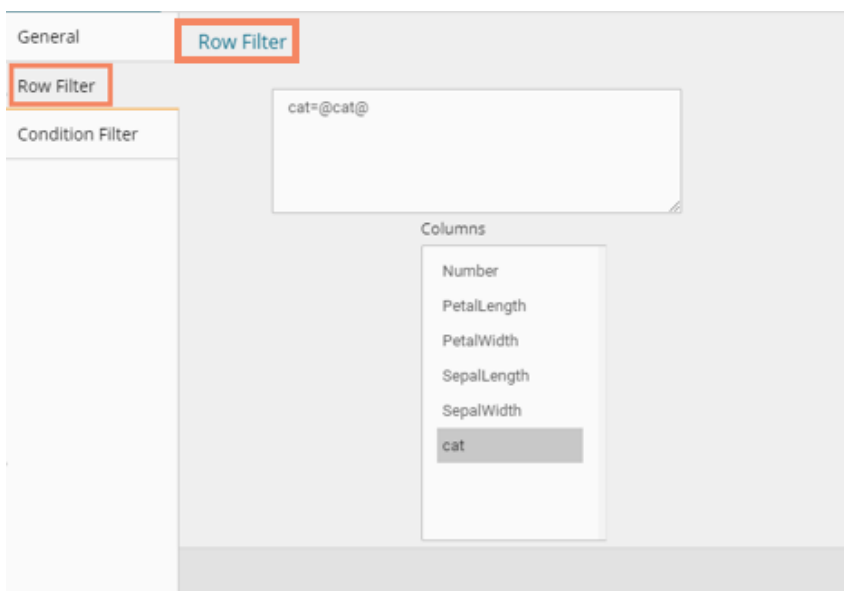 General
Row Filter
Condition Filter
Row Filter
cat=@cat@
Columns
Number
PetalLength
PetalWidth
SepalLength
SepalWidth
cat